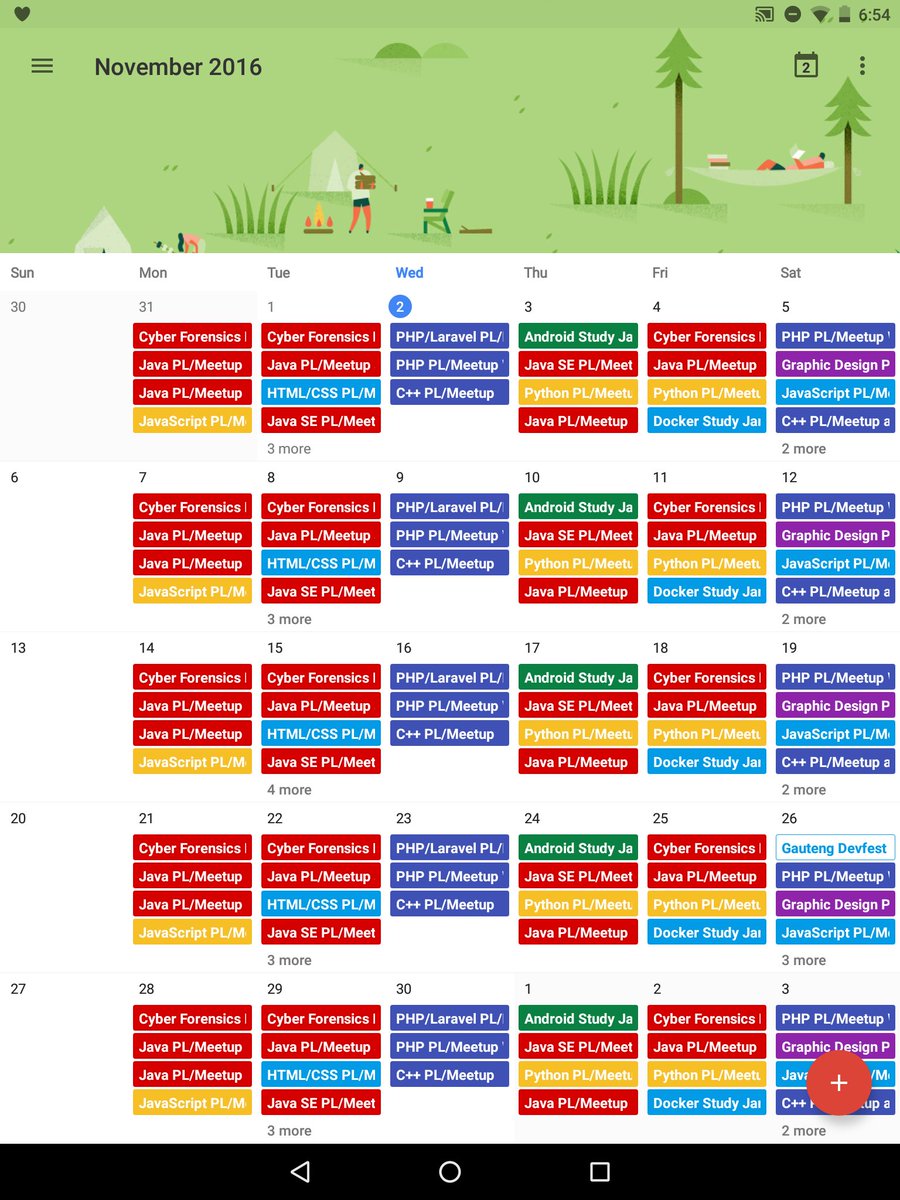 6:54
November 2016
2
Sun Mon Tue Wed Thu Fri Sat
30 31 1 2 3 4 5
Cyber Forensics Cyber Forensics PHP/Laravel PL/ Android Study Ja Cyber Forensics PHP PL/Meetup
Java PL/Meetup Java PL/Meetup PHP PL/Meetup Java SE PL/Meet Java PL/Meetup Graphic Design P
Java PL/Meetup HTML/CSS PL/M C++ PL/Meetup Python PL/Meetu Python PL/Meetu JavaScript PL/M
JavaScript PL/M Java SE PL/Meet Java PL/Meetup Docker Study Ja C++ PL/Meetup a
3 more 2 more
6 7 8 9 10 11 12
Cyber Forensics Cyber Forensics PHP/Laravel PL/ Android Study Ja Cyber Forensics PHP PL/Meetup
Java PL/Meetup Java PL/Meetup PHP PL/Meetup Java SE PL/Meet Java PL/Meetup Graphic Design P
Java PL/Meetup HTML/CSS PL/M C++ PL/Meetup Python PL/Meetu Python PL/Meetu JavaScript PL/M
JavaScript PL/M Java SE PL/Meet Java PL/Meetup Docker Study Ja C++ PL/Meetup a
3 more 2 more
13 14 15 16 17 18 19
Cyber Forensics Cyber Forensics PHP/Laravel PL/ Android Study Ja Cyber Forensics PHP PL/Meetup
Java PL/Meetup Java PL/Meetup PHP PL/Meetup Java SE PL/Meet Java PL/Meetup Graphic Design P
Java PL/Meetup HTML/CSS PL/M C++ PL/Meetup Python PL/Meetu Python PL/Meetu JavaScript PL/M
JavaScript PL/M Java SE PL/Meet Java PL/Meetup Docker Study Ja C++ PL/Meetup a
4 more 2 more
20 21 22 23 24 25 26
Cyber Forensics Cyber Forensics PHP/Laravel PL/ Android Study Ja Cyber Forensics Gauteng Devfest
Java PL/Meetup Java PL/Meetup PHP PL/Meetup Java SE PL/Meet Java PL/Meetup PHP PL/Meetup
Java PL/Meetup HTML/CSS PL/M C++ PL/Meetup Python PL/Meetu Python PL/Meetu Graphic Design P
JavaScript PL/M Java SE PL/Meet Java PL/Meetup Docker Study Ja JavaScript PL/M
3 more 3 more
27 28 29 30 1 2 3
Cyber Forensics Cyber Forensics PHP/Laravel PL/ Android Study Ja Cyber Forensics PHP PL/Meetup
Java PL/Meetup Java PL/Meetup PHP PL/Meetup Java SE PL/Meet Java PL/Meetup Graphic Design P
Java PL/Meetup HTML/CSS PL/M C++ PL/Meetup Python PL/Meetu Python PL/Meetu Java /M
JavaScript PL/M Java SE PL/Meet Java PL/Meetup Docker Study Ja C++ up a
3 more 2 more